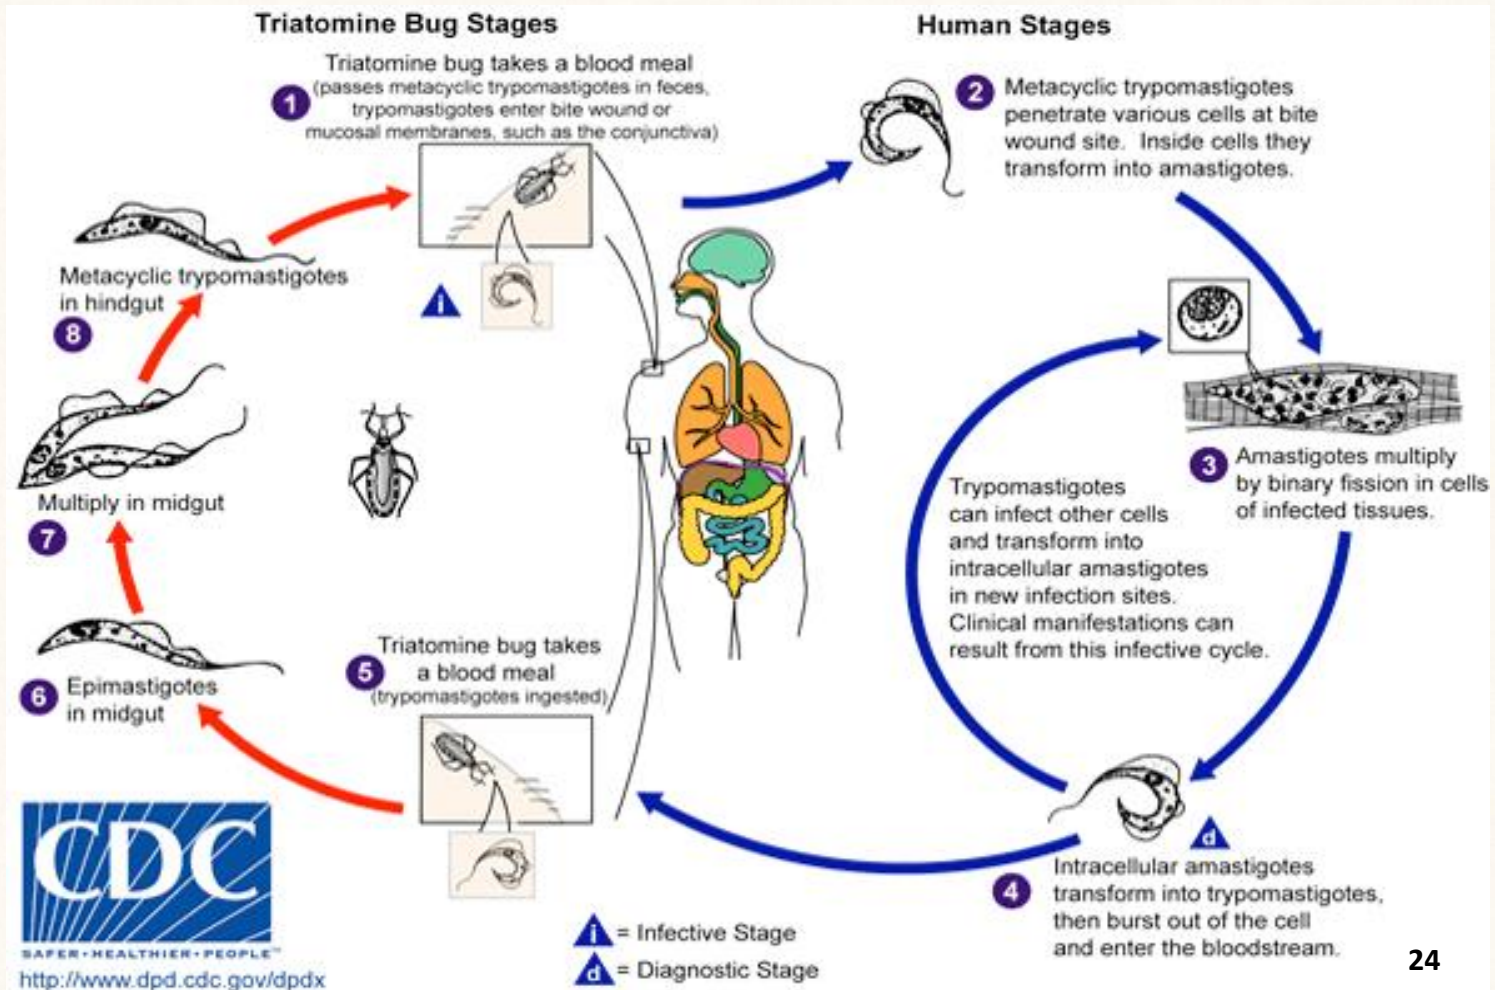 Triatomine Bug Stages
Human Stages
1
Triatomine bug takes a blood meal
(passes metacyclic trypomastigotes in feces,
trypomastigotes enter bite wound or
mucosal membranes, such as the conjunctiva)
i
2
Metacyclic trypomastigotes
penetrate various cells at bite
wound site. Inside cells they
transform into amastigotes.
3
Amastigotes multiply
by binary fission in cells
of infected tissues.
Trypomastigotes
can infect other cells
and transform into
intracellular amastigotes
in new infection sites.
Clinical manifestations can
result from this infective cycle.
d
4
Intracellular amastigotes
transform into trypomastigotes,
then burst out of the cell
and enter the bloodstream.
5
Triatomine bug takes
a blood meal
(trypomastigotes ingested)
6
Epimastigotes
in midgut
Multiply in midgut
7
Metacyclic trypomastigotes
in hindgut
8
i = Infective Stage
d = Diagnostic Stage
CDC
SAFER•HEALTHIER•PEOPLE™
http://www.dpd.cdc.gov/dpdx
24